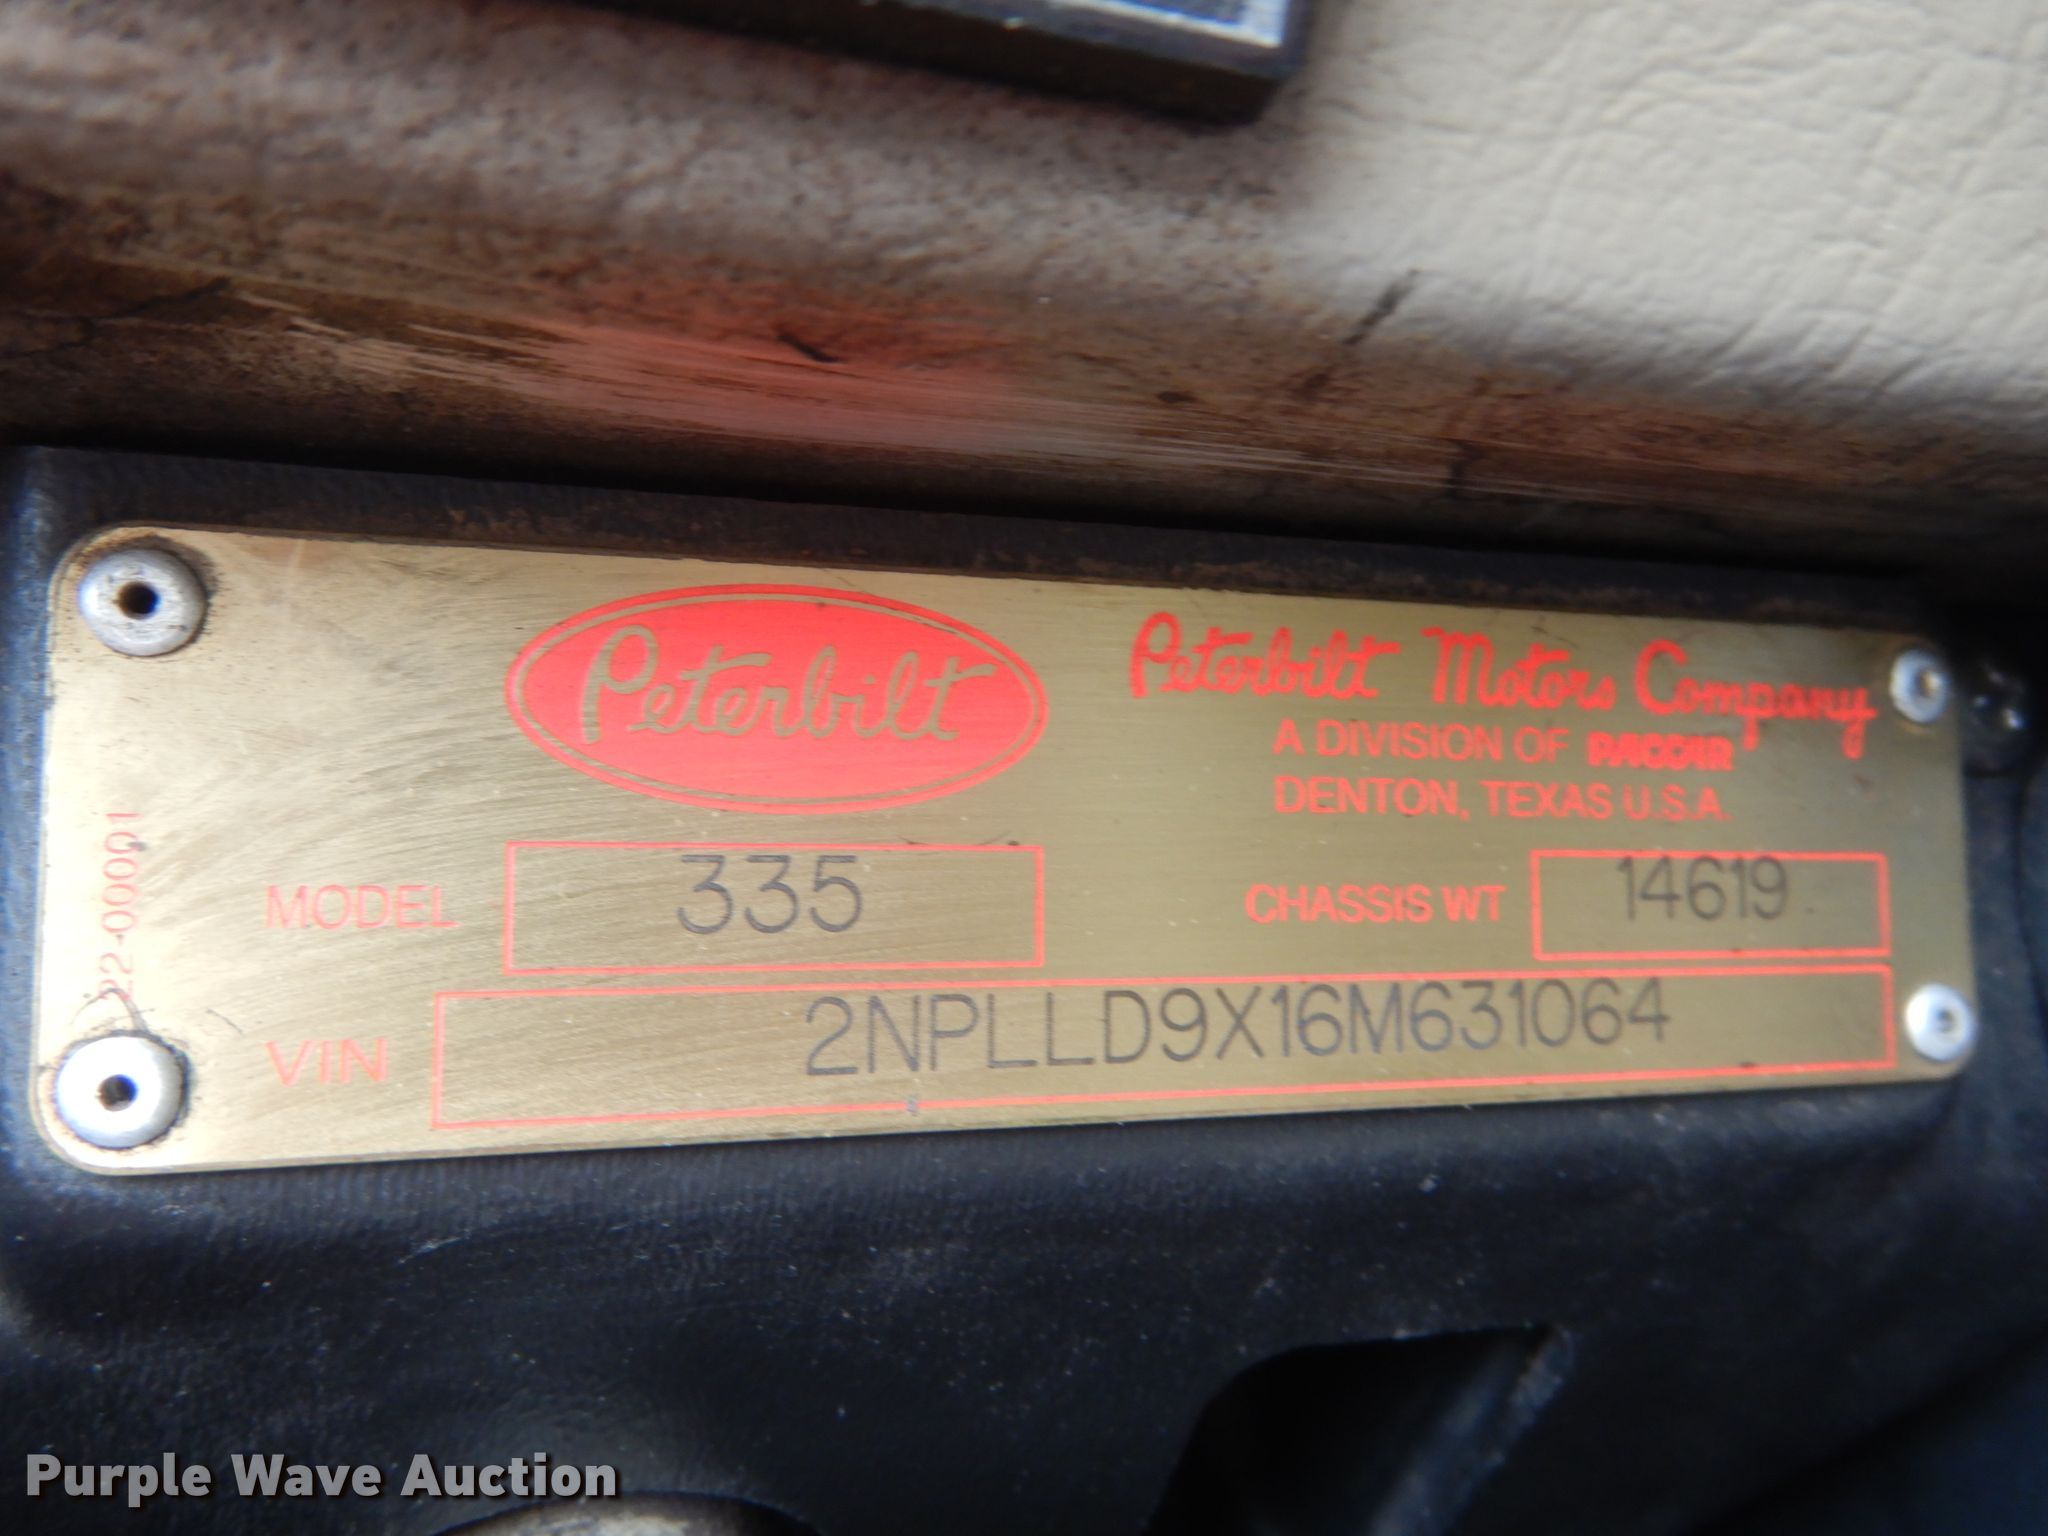 Peterbilt
Peterbilt Motors Company
A DIVISION OF PACCAR
DENTON, TEXAS U.S.A.
22-00001
MODEL 335 CHASSIS WT 14619
VIN 2NPLLD9X16M631064
Purple Wave Auction